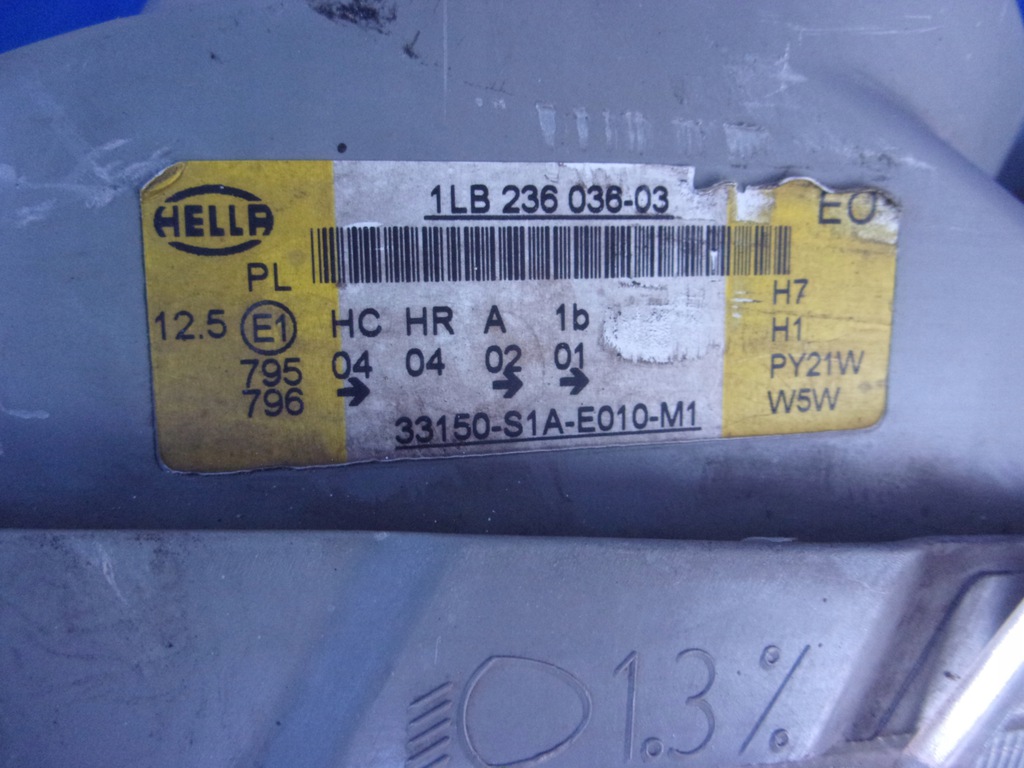 HELLA
1LB 236 036-03
EO
PL
12.5 E1 HC HR A 1b
795 04 04 02 01
796 → → →
33150-S1A-E010-M1
H7
H1
PY21W
W5W
1.3%